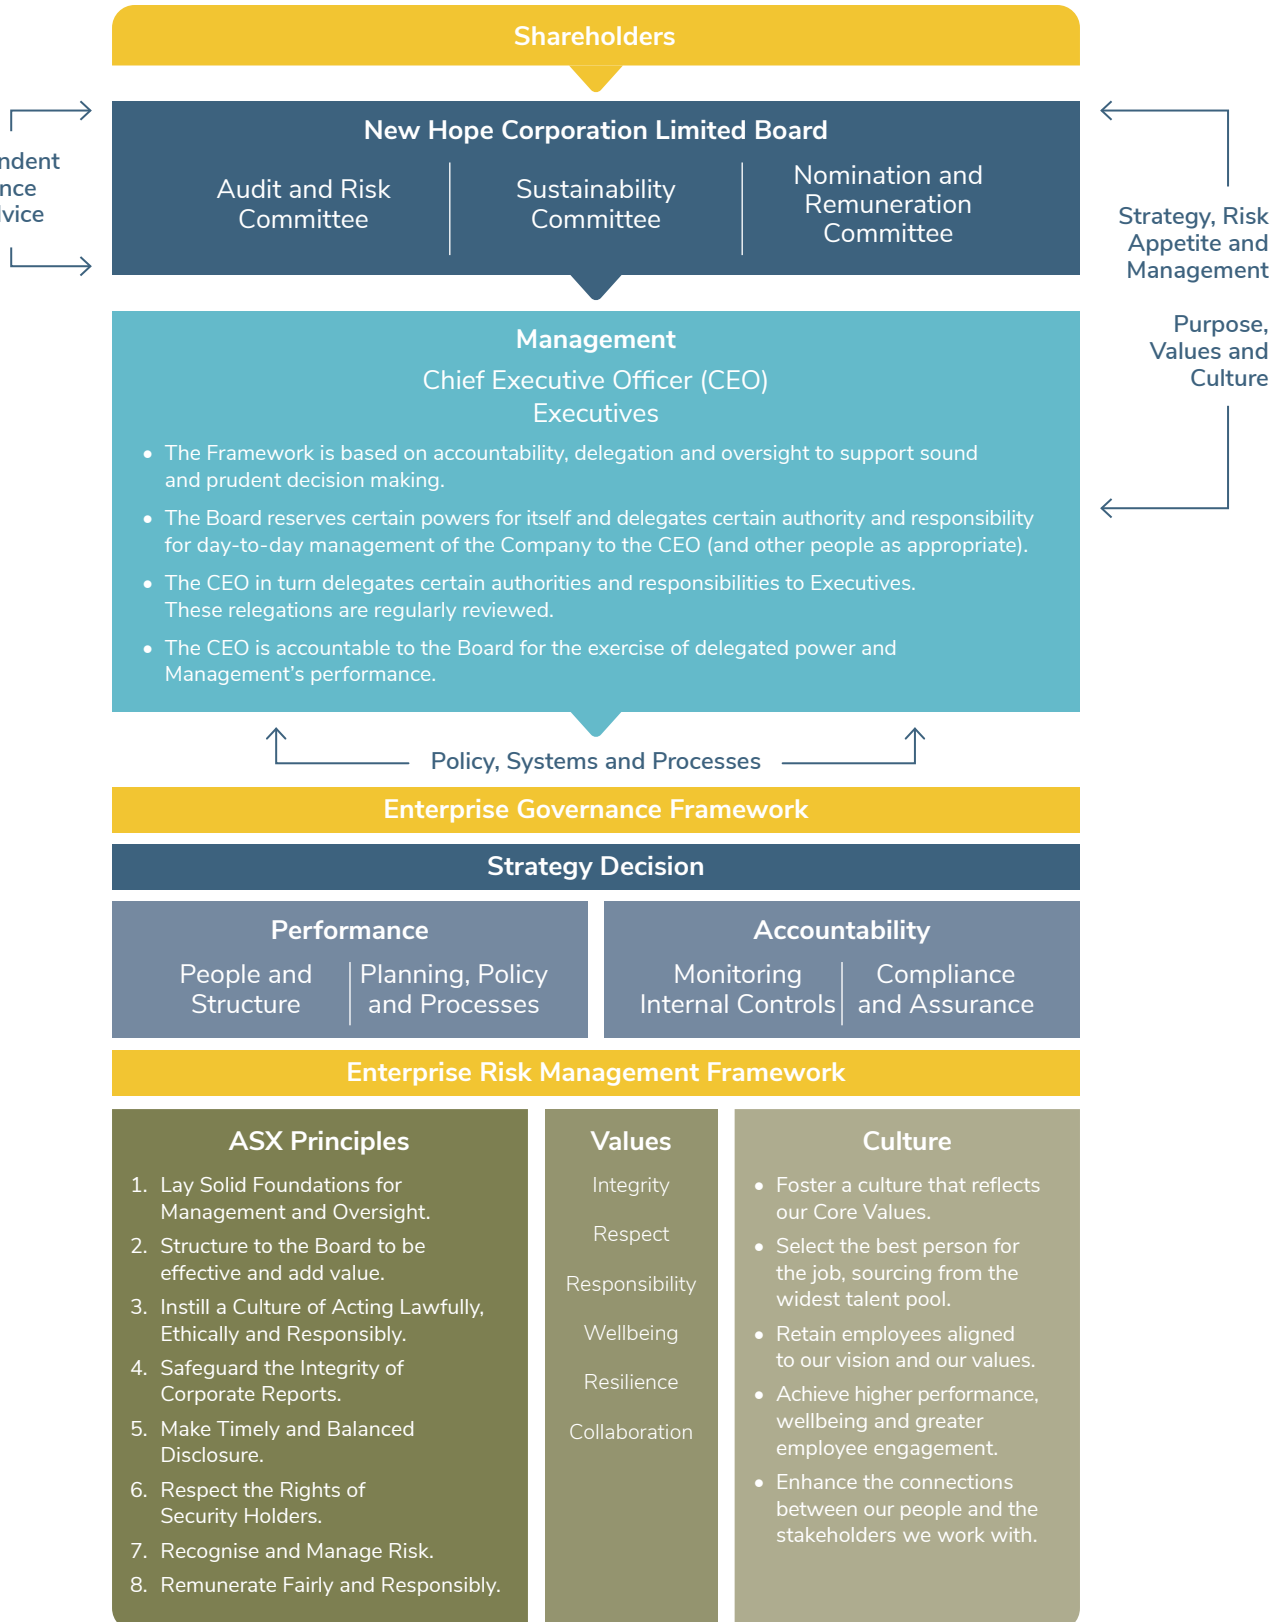 Shareholders
New Hope Corporation Limited Board
Audit and Risk
Committee
Sustainability
Committee
Nomination and
Remuneration
Committee
Strategy, Risk
Appetite and
Management
Purpose,
Values and
Culture
Management
Chief Executive Officer (CEO)
Executives
• The Framework is based on accountability, delegation and oversight to support sound
and prudent decision making.
• The Board reserves certain powers for itself and delegates certain authority and responsibility
for day-to-day management of the Company to the CEO (and other people as appropriate).
• The CEO in turn delegates certain authorities and responsibilities to Executives.
These relegations are regularly reviewed.
• The CEO is accountable to the Board for the exercise of delegated power and
Management’s performance.
Policy, Systems and Processes
Enterprise Governance Framework
Strategy Decision
Performance
People and
Structure
Planning, Policy
and Processes
Accountability
Monitoring
Internal Controls
Compliance
and Assurance
Enterprise Risk Management Framework
ASX Principles
1. Lay Solid Foundations for
Management and Oversight.
2. Structure to the Board to be
effective and add value.
3. Instill a Culture of Acting Lawfully,
Ethically and Responsibly.
4. Safeguard the Integrity of
Corporate Reports.
5. Make Timely and Balanced
Disclosure.
6. Respect the Rights of
Security Holders.
7. Recognise and Manage Risk.
8. Remunerate Fairly and Responsibly.
Values
Integrity
Respect
Responsibility
Wellbeing
Resilience
Collaboration
Culture
• Foster a culture that reflects
our Core Values.
• Select the best person for
the job, sourcing from the
widest talent pool.
• Retain employees aligned
to our vision and our values.
• Achieve higher performance,
wellbeing and greater
employee engagement.
• Enhance the connections
between our people and the
stakeholders we work with.